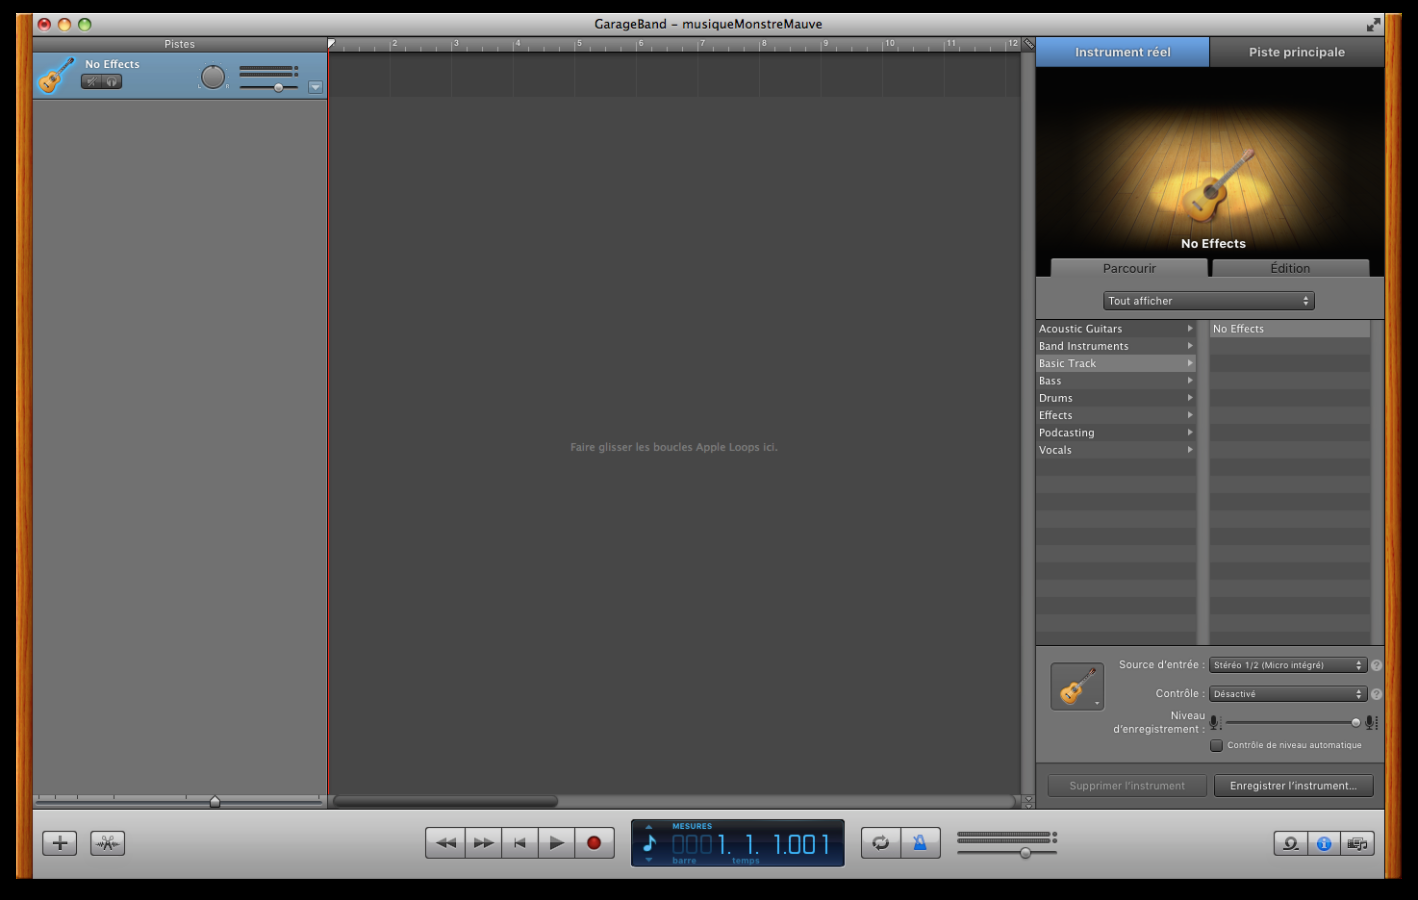 GarageBand – musiqueMonstreMauve
Pistes
2 3 4 5 6 7 8 9 10 11 12
Instrument réel
Piste principale
No Effects
L R
No Effects
Parcourir
Édition
Tout afficher
Acoustic Guitars
No Effects
Band Instruments
Basic Track
Bass
Drums
Effects
Podcasting
Vocals
Faire glisser les boucles Apple Loops ici.
Source d'entrée :
Stéréo 1/2 (Micro intégré)
?
Contrôle :
Désactivé
?
Niveau
d'enregistrement :
Contrôle de niveau automatique
Supprimer l'instrument
Enregistrer l'instrument...
MESURES
0001. 1. 1.001
barre temps